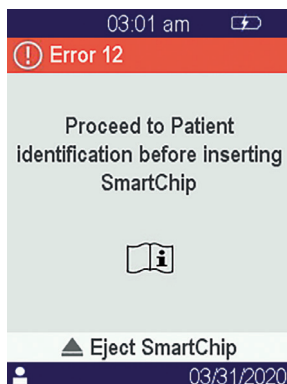 03:01 am
Error 12
Proceed to Patient
identification before inserting
SmartChip
Eject SmartChip
03/31/2020